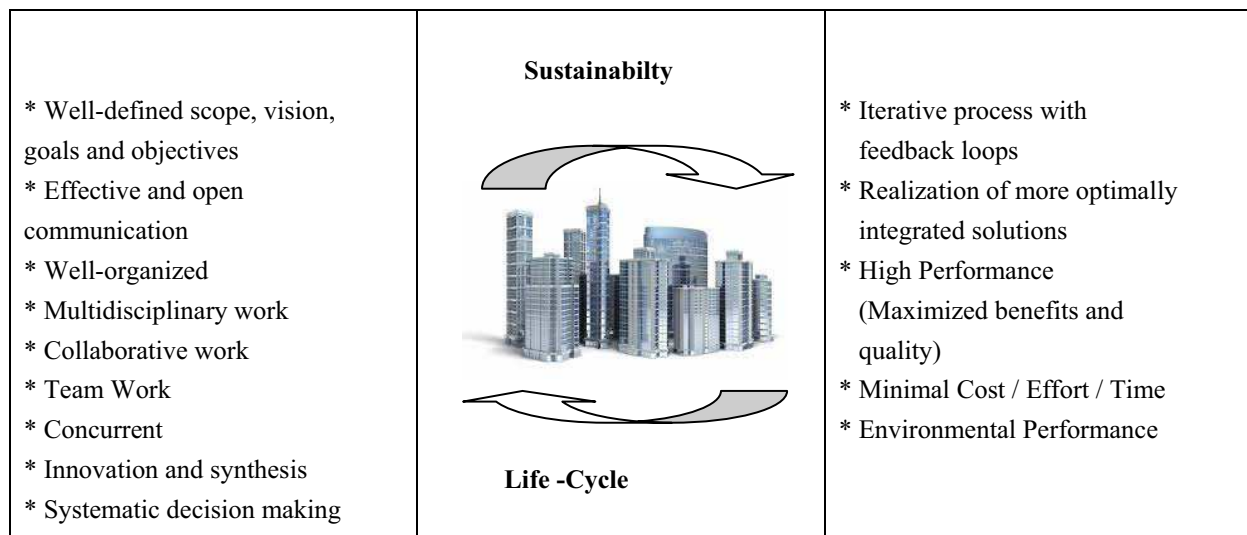 * Well-defined scope, vision,
goals and objectives
* Effective and open
communication
* Well-organized
* Multidisciplinary work
* Collaborative work
* Team Work
* Concurrent
* Innovation and synthesis
* Systematic decision making
Sustainabilty
Life -Cycle
* Iterative process with
feedback loops
* Realization of more optimally
integrated solutions
* High Performance
(Maximized benefits and
quality)
* Minimal Cost / Effort / Time
* Environmental Performance